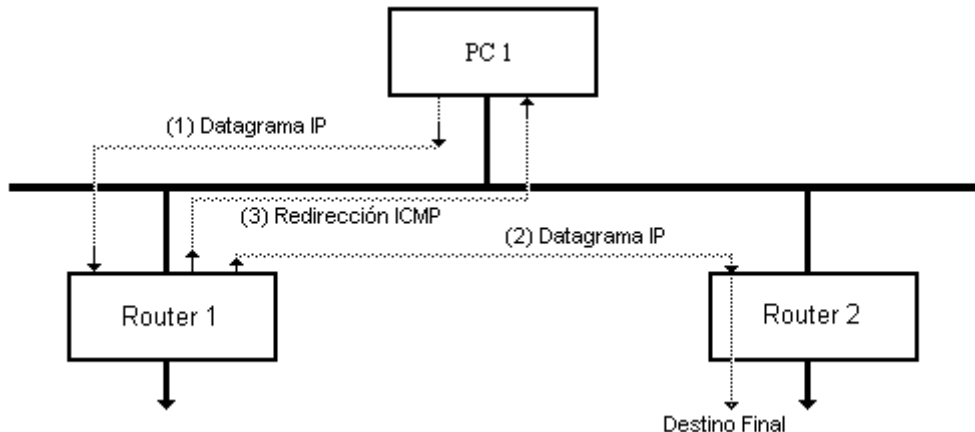 PC 1
(1) Datagrama IP
(3) Redirección ICMP
(2) Datagrama IP
Router 1
Router 2
Destino Final